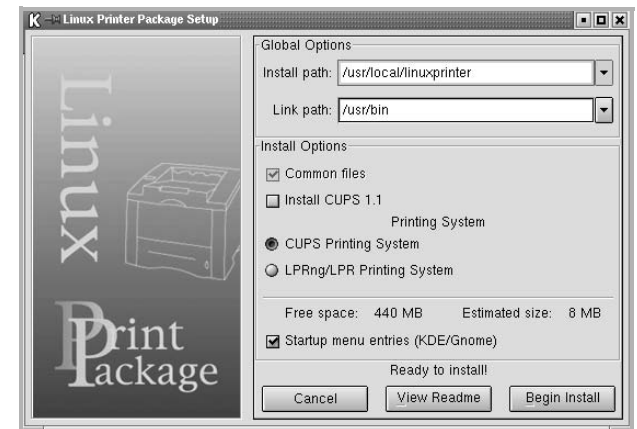 Linux Printer Package Setup
Linux
Print
Package
Global Options
Install path: /usr/local/linuxprinter
Link path: /usr/bin
Install Options
Common files
Install CUPS 1.1
Printing System
CUPS Printing System
LPRng/LPR Printing System
Free space: 440 MB Estimated size: 8 MB
Startup menu entries (KDE/Gnome)
Ready to install!
Cancel View Readme Begin Install